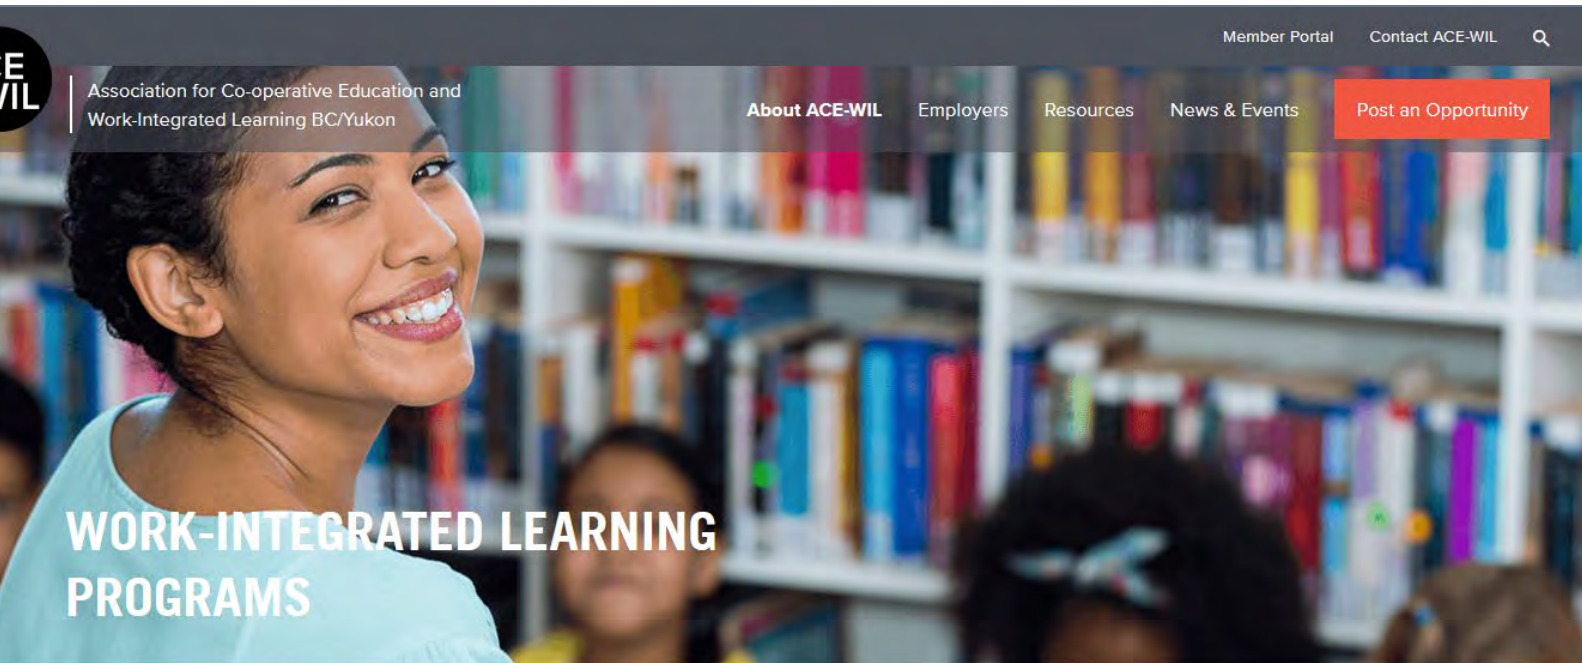 Member Portal Contact ACE-WIL
Association for Co-operative Education and
Work-Integrated Learning BC/Yukon
About ACE-WIL Employers Resources News & Events Post an Opportunity
WORK-INTEGRATED LEARNING
PROGRAMS